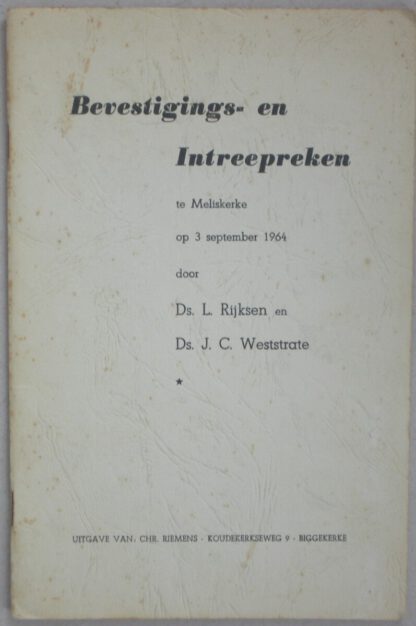 Bevestigings- en
Intreepreken
te Meliskerke
op 3 september 1964
door
Ds. L. Rijksen en
Ds. J. C. Weststrate
*
UITGAVE VAN: CHR. RIEMENS - KOUDEKERKSEWEG 9 - BIGGEKERKE